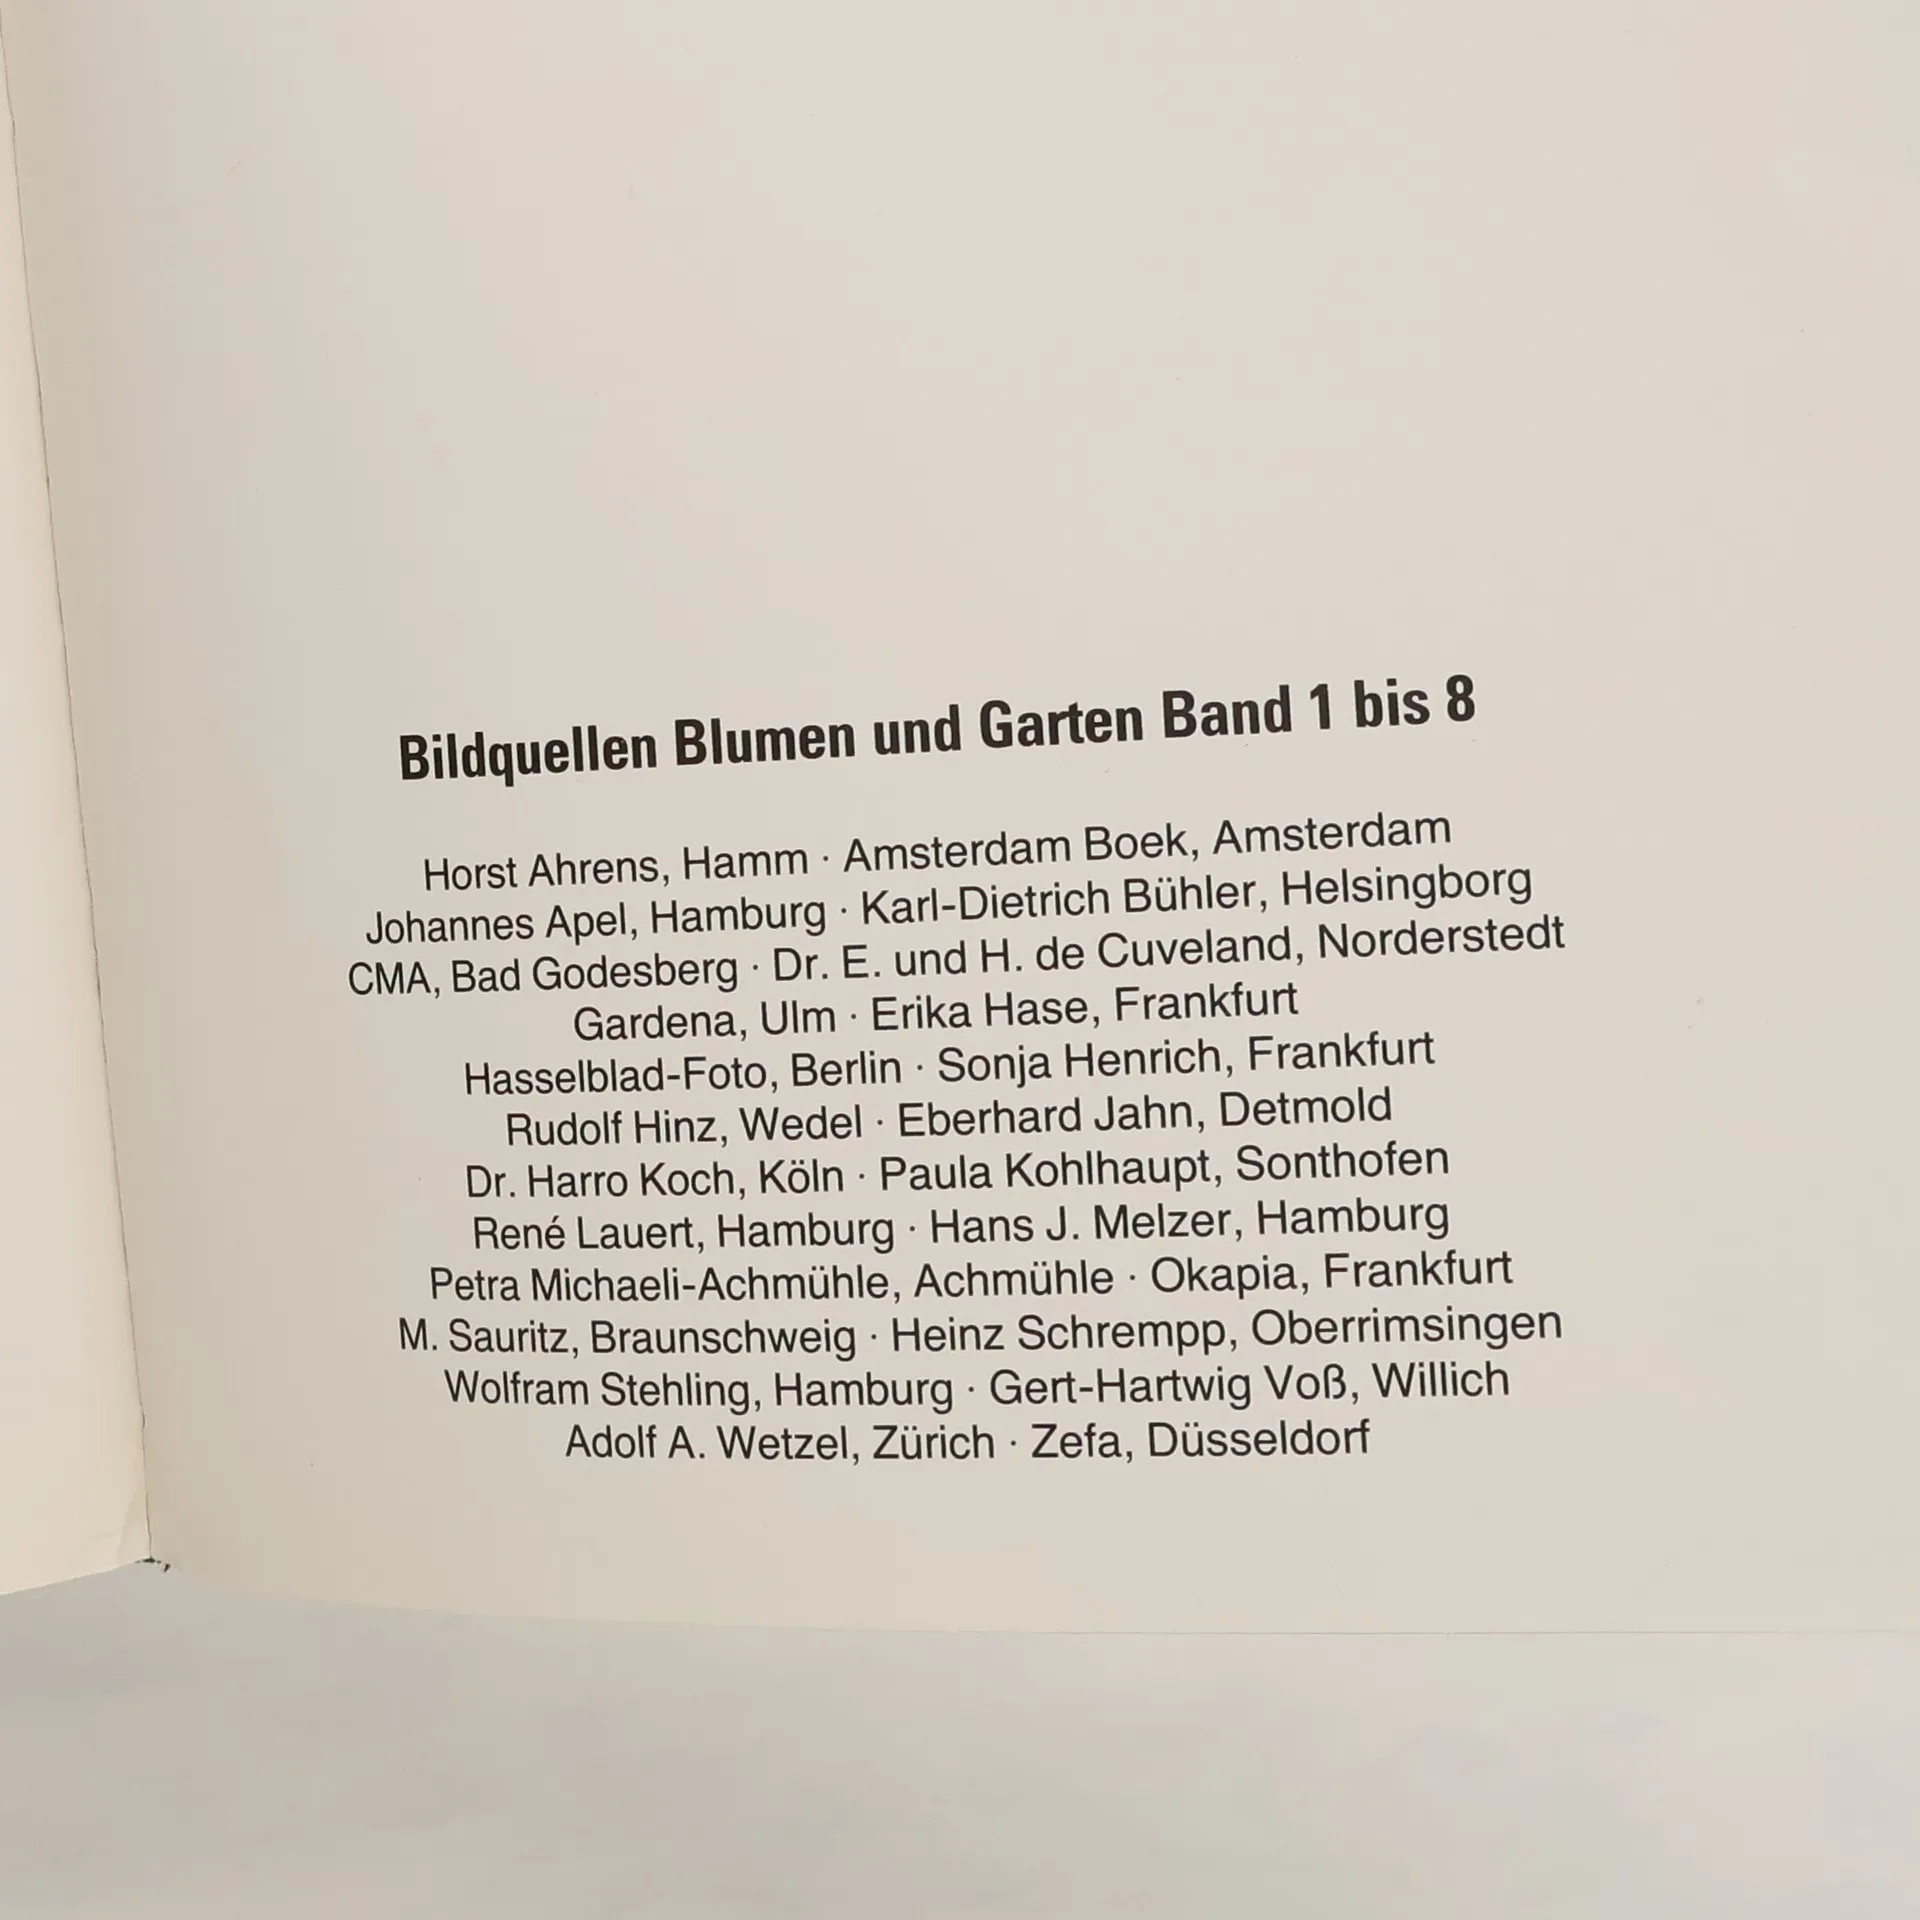 Bildquellen Blumen und Garten Band 1 bis 8
Horst Ahrens, Hamm · Amsterdam Boek, Amsterdam
Johannes Apel, Hamburg · Karl-Dietrich Bühler, Helsingborg
CMA, Bad Godesberg · Dr. E. und H. de Cuveland, Norderstedt
Gardena, Ulm · Erika Hase, Frankfurt
Hasselblad-Foto, Berlin · Sonja Henrich, Frankfurt
Rudolf Hinz, Wedel · Eberhard Jahn, Detmold
Dr. Harro Koch, Köln · Paula Kohlhaupt, Sonthofen
René Lauert, Hamburg · Hans J. Melzer, Hamburg
Petra Michaeli-Achmühle, Achmühle · Okapia, Frankfurt
M. Sauritz, Braunschweig · Heinz Schrempp, Oberrimsingen
Wolfram Stehling, Hamburg · Gert-Hartwig Voß, Willich
Adolf A. Wetzel, Zürich · Zefa, Düsseldorf